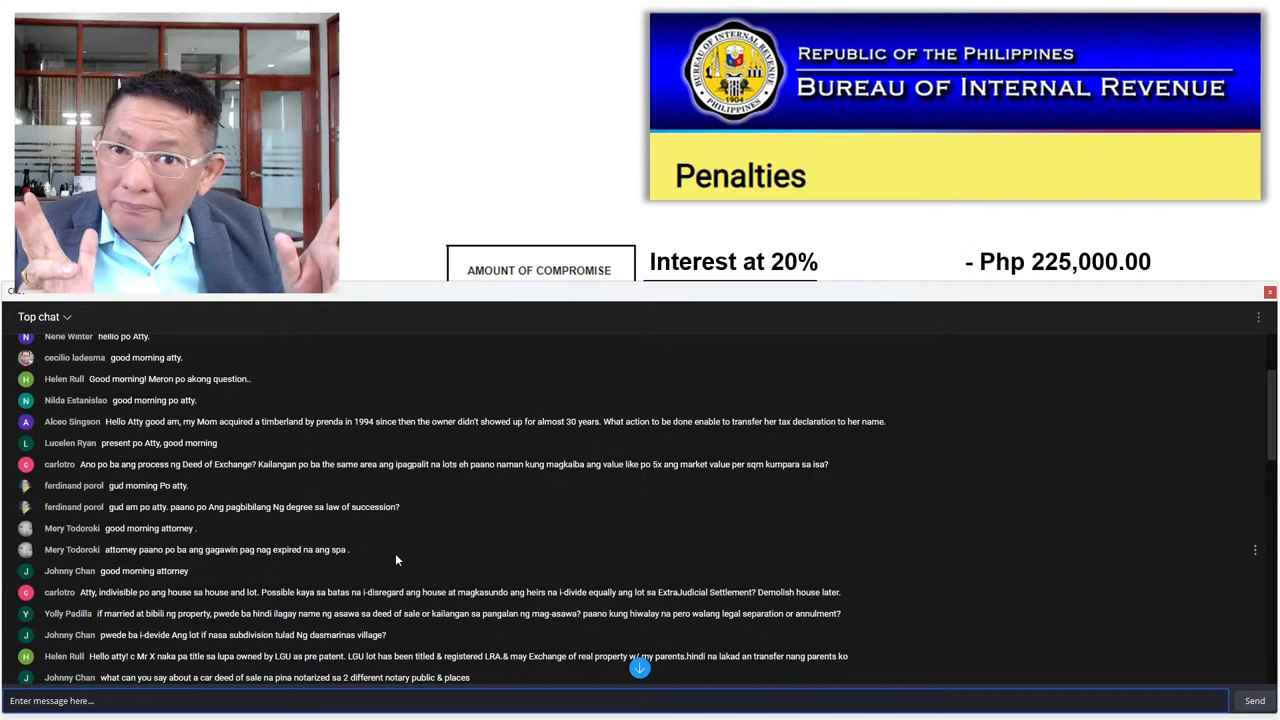 REPUBLIC OF THE PHILIPPINES
BUREAU OF INTERNAL REVENUE
BUREAU OF INTERNAL REVENUE
1904
PHILIPPINES
Penalties
AMOUNT OF COMPROMISE
Interest at 20% - Php 225,000.00
Top chat
Nerie Winter helllo po Atty.
cecilio ladesma good morning atty.
H Helen Rull Good morning! Meron po akong question..
N Nilda Estanislao good morning po atty.
A Alceo Singson Hello Atty good am, my Mom acquired a timberland by prenda in 1994 since then the owner didn't showed up for almost 30 years. What action to be done enable to transfer her tax declaration to her name.
L Lucelen Ryan present po Atty, good morning
c carlotro Ano po ba ang process ng Deed of Exchange? Kailangan po ba the same area ang ipagpalit na lots eh paano naman kung magkaiba ang value like po 5x ang market value per sqm kumpara sa isa?
ferdinand porol gud morning Po atty.
ferdinand porol gud am po atty. paano po Ang pagbibilang Ng degree sa law of succession?
Mery Todoroki good morning attorney .
Mery Todoroki attorney paano po ba ang gagawin pag nag expired na ang spa .
J Johnny Chan good morning attorney
c carlotro Atty, indivisible po ang house sa house and lot. Possible kaya sa batas na i-disregard ang house at magkasundo ang heirs na i-divide equally ang lot sa ExtraJudicial Settlement? Demolish house later.
Yolly Padilla if married at bibili ng property, pwede ba hindi ilagay name ng asawa sa deed of sale or kailangan sa pangalan ng mag-asawa? paano kung hiwalay na pero walang legal separation or annulment?
J Johnny Chan pwede ba i-devide Ang lot if nasa subdivision tulad Ng dasmarinas village?
H Helen Rull Hello atty! c Mr X naka pa title sa lupa owned by LGU as pre patent. LGU lot has been titled & registered LRA.& may Exchange of real property w/ my parents.hindi na lakad an transfer nang parents ko
J Johnny Chan what can you say about a car deed of sale na pina notarized sa 2 different notary public & places
Enter message here...
Send